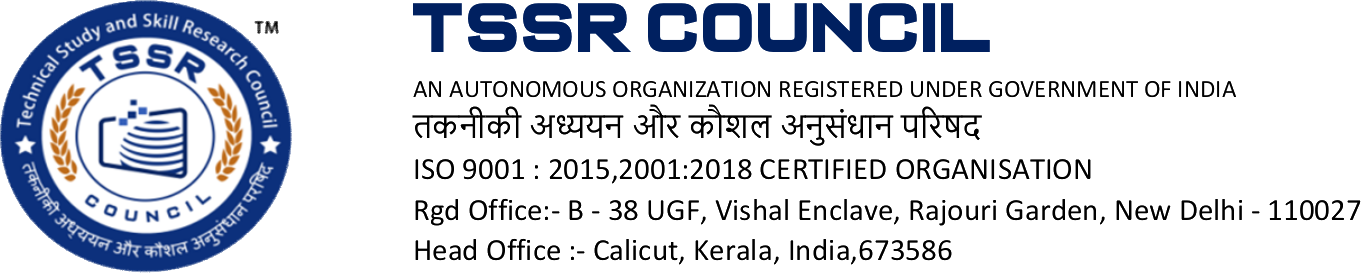 Technical Study and Skill Research Council
TSSR
COUNCIL
तकनीकी अध्ययन और कौशल अनुसंधान परिषद
TM
TSSR COUNCIL
AN AUTONOMOUS ORGANIZATION REGISTERED UNDER GOVERNMENT OF INDIA
तकनीकी अध्ययन और कौशल अनुसंधान परिषद
ISO 9001 : 2015,2001:2018 CERTIFIED ORGANISATION
Rgd Office:- B - 38 UGF, Vishal Enclave, Rajouri Garden, New Delhi - 110027
Head Office :- Calicut, Kerala, India,673586